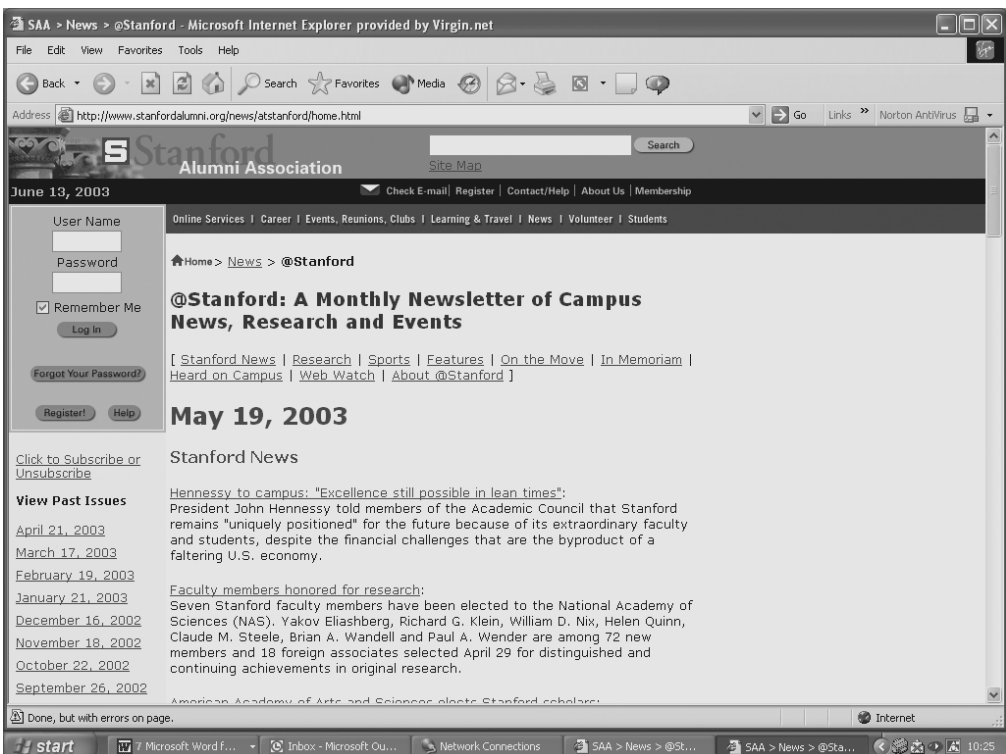 SAA > News > @Stanford - Microsoft Internet Explorer provided by Virgin.net
File Edit View Favorites Tools Help
Back Search Favorites Media
Address http://www.stanfordalumni.org/news/atstanford/home.html Go Links » Norton AntiVirus
S Stanford Alumni Association
Search
Site Map
June 13, 2003
Check E-mail| Register | Contact/Help | About Us | Membership
Online Services | Career | Events, Reunions, Clubs | Learning & Travel | News | Volunteer | Students
User Name
Password
Remember Me
Log In
Forgot Your Password?
Register! Help
Click to Subscribe or
Unsubscribe
View Past Issues
April 21, 2003
March 17, 2003
February 19, 2003
January 21, 2003
December 16, 2002
November 18, 2002
October 22, 2002
September 26, 2002
Home > News > @Stanford
@Stanford: A Monthly Newsletter of Campus
News, Research and Events
[ Stanford News | Research | Sports | Features | On the Move | In Memoriam |
Heard on Campus | Web Watch | About @Stanford ]
May 19, 2003
Stanford News
Hennessy to campus: "Excellence still possible in lean times":
President John Hennessy told members of the Academic Council that Stanford
remains "uniquely positioned" for the future because of its extraordinary faculty
and students, despite the financial challenges that are the byproduct of a
faltering U.S. economy.
Faculty members honored for research:
Seven Stanford faculty members have been elected to the National Academy of
Sciences (NAS). Yakov Eliashberg, Richard G. Klein, William D. Nix, Helen Quinn,
Claude M. Steele, Brian A. Wandell and Paul A. Wender are among 72 new
members and 18 foreign associates selected April 29 for distinguished and
continuing achievements in original research.
American Academy of Arts and Sciences elects Stanford scholars:
Done, but with errors on page. Internet
start 7 Microsoft Word f... Inbox - Microsoft Ou... Network Connections SAA > News > @St... SAA > News > @Sta... 10:25